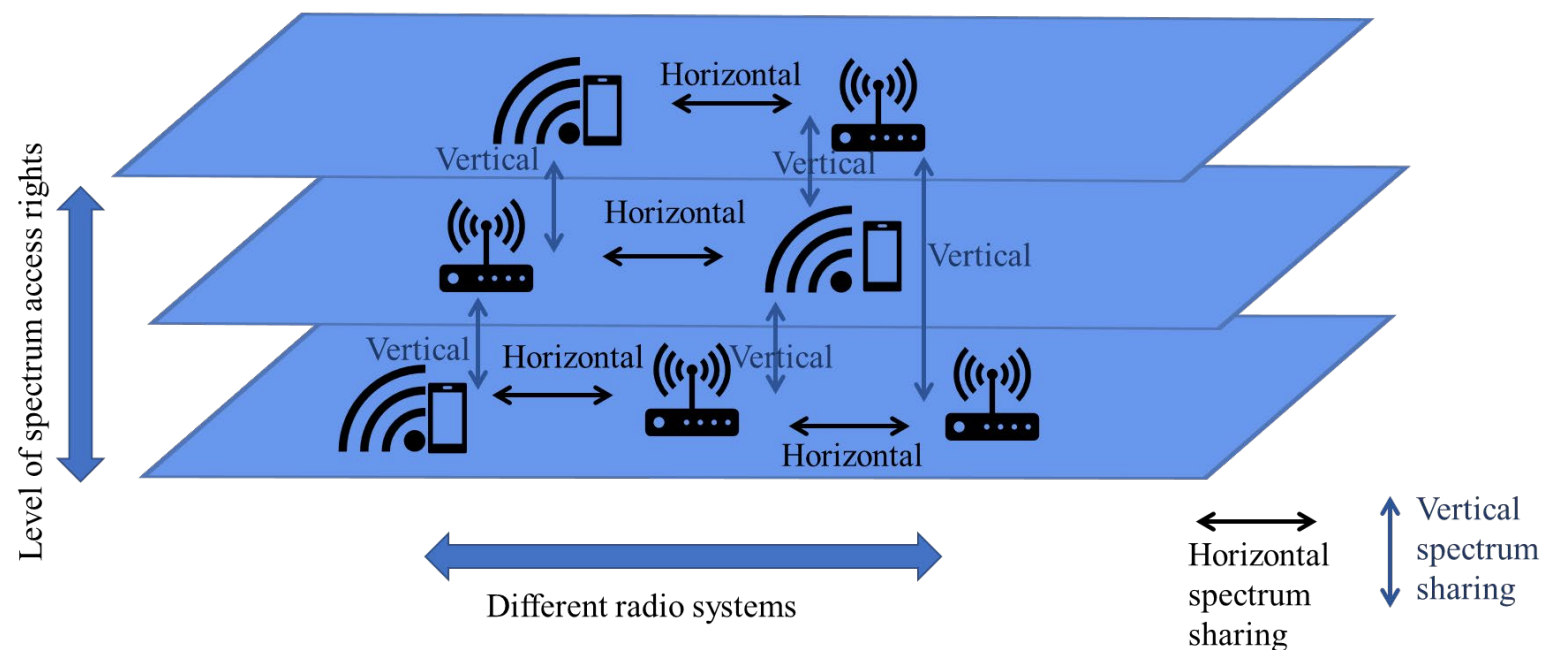 Horizontal
Vertical
Vertical
Horizontal
Vertical
Vertical
Horizontal
Vertical
Horizontal
Level of spectrum access rights
Different radio systems
Horizontal
spectrum
sharing
Vertical
spectrum
sharing